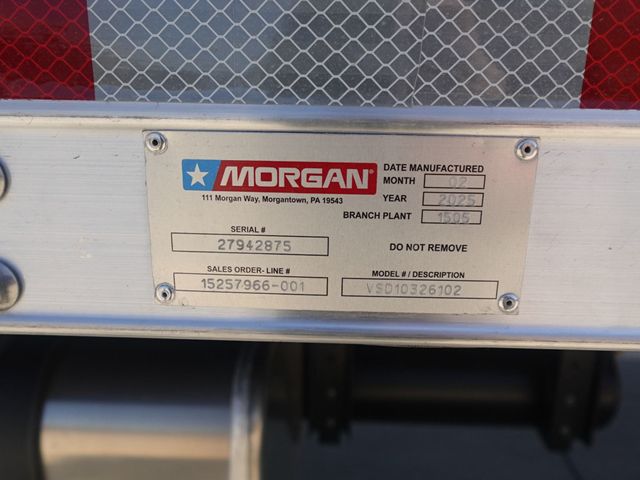 MORGAN
111 Morgan Way, Morgantown, PA 19543
DATE MANUFACTURED
MONTH 02
YEAR 2025
BRANCH PLANT 1505
SERIAL #
27942875
DO NOT REMOVE
SALES ORDER- LINE #
15257966-001
MODEL # / DESCRIPTION
VSD10326102